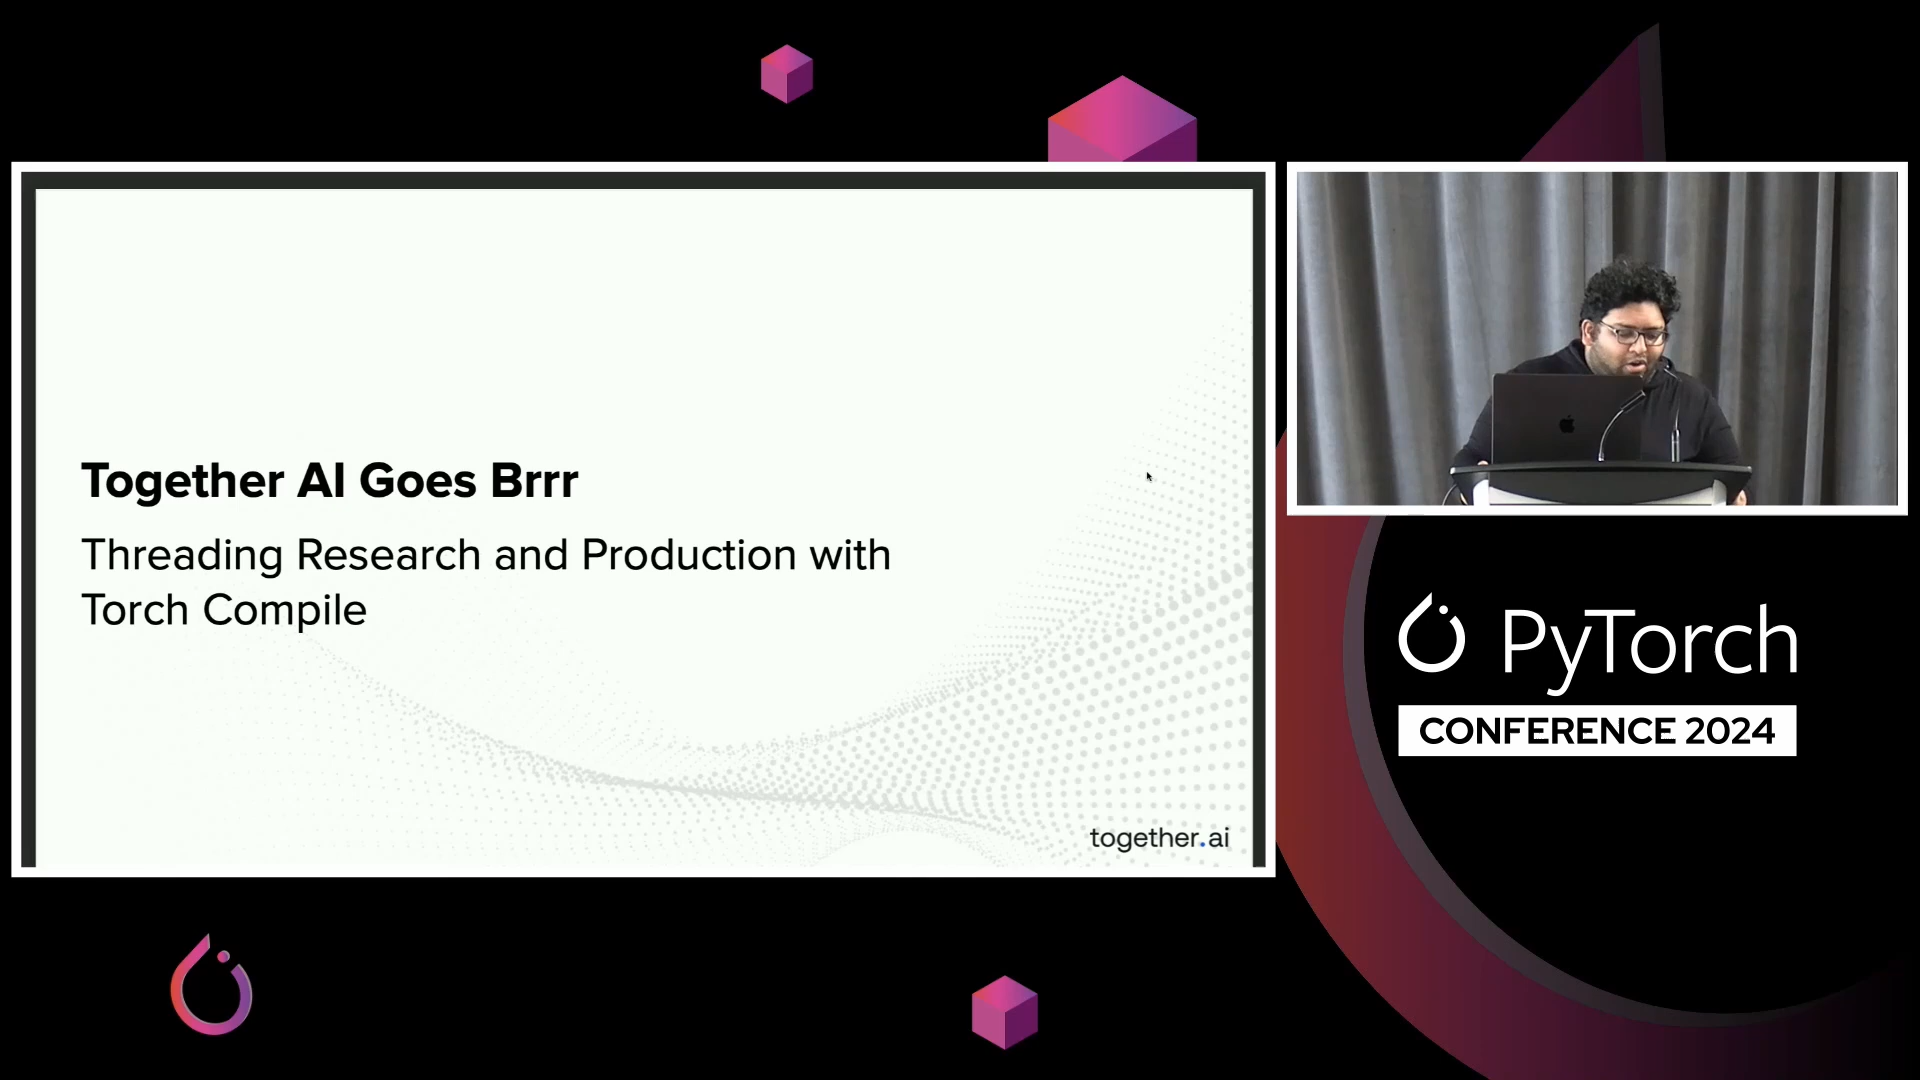 Together AI Goes Brrr
Threading Research and Production with
Torch Compile
together.ai
PyTorch
CONFERENCE 2024